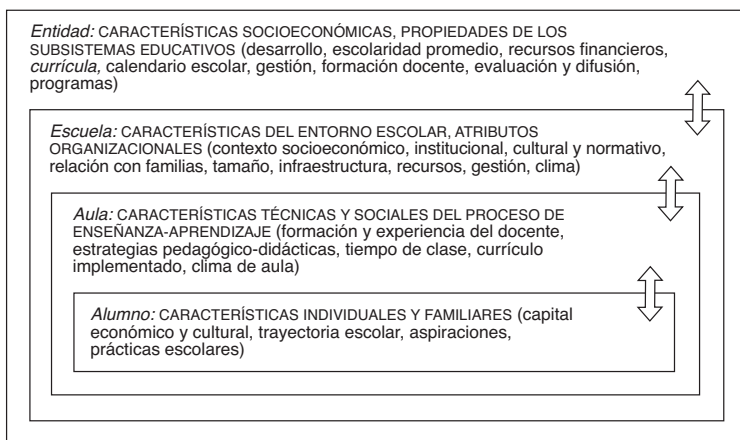 Entidad: CARACTERÍSTICAS SOCIOECONÓMICAS, PROPIEDADES DE LOS
SUBSISTEMAS EDUCATIVOS (desarrollo, escolaridad promedio, recursos financieros,
currícula, calendario escolar, gestión, formación docente, evaluación y difusión,
programas)
Escuela: CARACTERÍSTICAS DEL ENTORNO ESCOLAR, ATRIBUTOS
ORGANIZACIONALES (contexto socioeconómico, institucional, cultural y normativo,
relación con familias, tamaño, infraestructura, recursos, gestión, clima)
Aula: CARACTERÍSTICAS TÉCNICAS Y SOCIALES DEL PROCESO DE
ENSEÑANZA-APRENDIZAJE (formación y experiencia del docente,
estrategias pedagógico-didácticas, tiempo de clase, currículo
implementado, clima de aula)
Alumno: CARACTERÍSTICAS INDIVIDUALES Y FAMILIARES (capital
económico y cultural, trayectoria escolar, aspiraciones,
prácticas escolares)